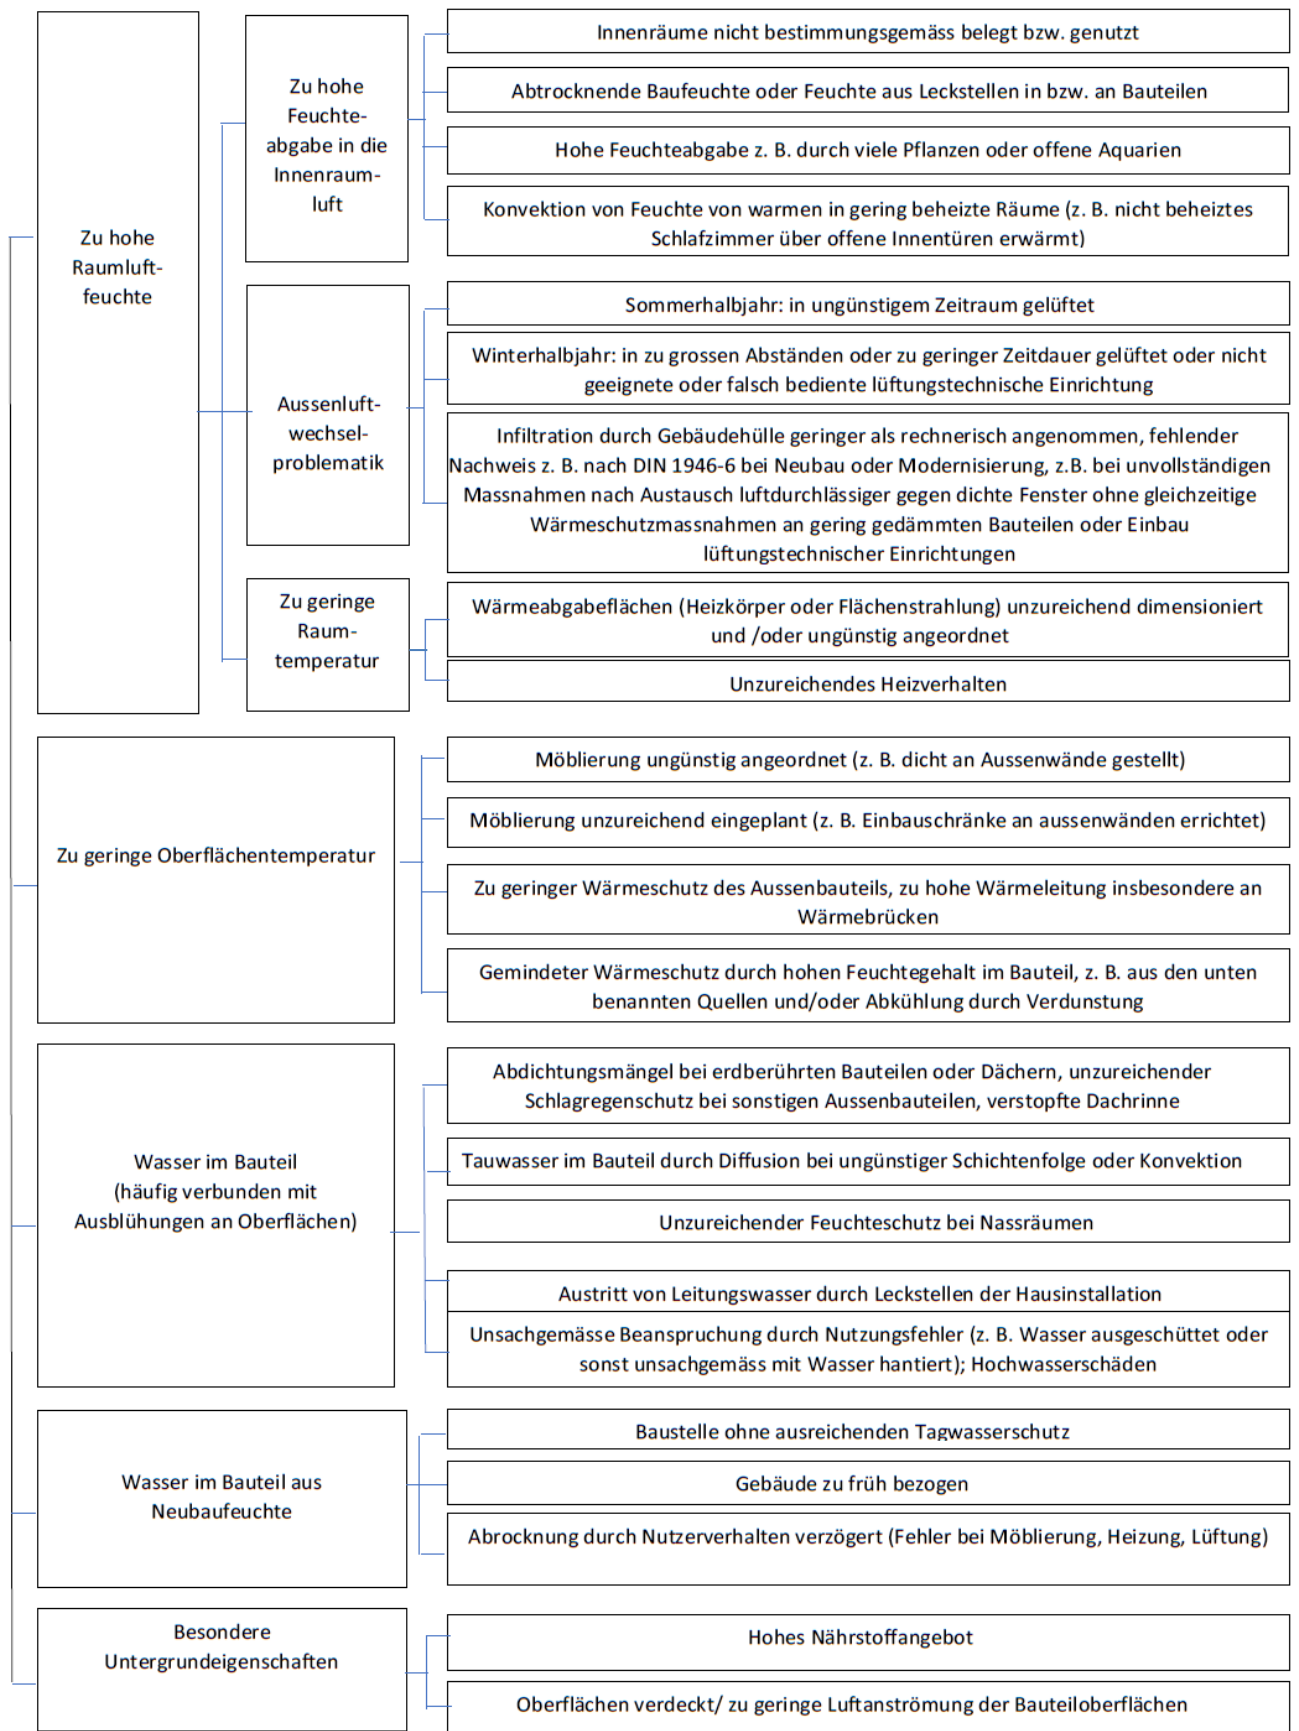 Zu hohe
Raumluft-
feuchte
Zu hohe
Feuchte-
abgabe in die
Innenraum-
luft
Innenräume nicht bestimmungsgemäss belegt bzw. genutzt
Abtrocknende Baufeuchte oder Feuchte aus Leckstellen in bzw. an Bauteilen
Hohe Feuchteabgabe z. B. durch viele Pflanzen oder offene Aquarien
Konvektion von Feuchte von warmen in gering beheizte Räume (z. B. nicht beheiztes
Schlafzimmer über offene Innentüren erwärmt)
Aussenluft-
wechsel-
problematik
Sommerhalbjahr: in ungünstigem Zeitraum gelüftet
Winterhalbjahr: in zu grossen Abständen oder zu geringer Zeitdauer gelüftet oder nicht
geeignete oder falsch bediente lüftungstechnische Einrichtung
Infiltration durch Gebäudehülle geringer als rechnerisch angenommen, fehlender
Nachweis z. B. nach DIN 1946-6 bei Neubau oder Modernisierung, z.B. bei unvollständigen
Massnahmen nach Austausch luftdurchlässiger gegen dichte Fenster ohne gleichzeitige
Wärmeschutzmassnahmen an gering gedämmten Bauteilen oder Einbau
lüftungstechnischer Einrichtungen
Zu geringe
Raum-
temperatur
Wärmeabgabeflächen (Heizkörper oder Flächenstrahlung) unzureichend dimensioniert
und /oder ungünstig angeordnet
Unzureichendes Heizverhalten
Zu geringe Oberflächentemperatur
Möblierung ungünstig angeordnet (z. B. dicht an Aussenwände gestellt)
Möblierung unzureichend eingeplant (z. B. Einbauschränke an aussenwänden errichtet)
Zu geringer Wärmeschutz des Aussenbauteils, zu hohe Wärmeleitung insbesondere an
Wärmebrücken
Gemindeter Wärmeschutz durch hohen Feuchtegehalt im Bauteil, z. B. aus den unten
benannten Quellen und/oder Abkühlung durch Verdunstung
Wasser im Bauteil
(häufig verbunden mit
Ausblühungen an Oberflächen)
Abdichtungsmängel bei erdberührten Bauteilen oder Dächern, unzureichender
Schlagregenschutz bei sonstigen Aussenbauteilen, verstopfte Dachrinne
Tauwasser im Bauteil durch Diffusion bei ungünstiger Schichtenfolge oder Konvektion
Unzureichender Feuchteschutz bei Nassräumen
Austritt von Leitungswasser durch Leckstellen der Hausinstallation
Unsachgemässe Beanspruchung durch Nutzungsfehler (z. B. Wasser ausgeschüttet oder
sonst unsachgemäss mit Wasser hantiert); Hochwasserschäden
Wasser im Bauteil aus
Neubaufeuchte
Baustelle ohne ausreichenden Tagwasserschutz
Gebäude zu früh bezogen
Abrocknung durch Nutzerverhalten verzögert (Fehler bei Möblierung, Heizung, Lüftung)
Besondere
Untergrundeigenschaften
Hohes Nährstoffangebot
Oberflächen verdeckt/ zu geringe Luftanströmung der Bauteiloberflächen